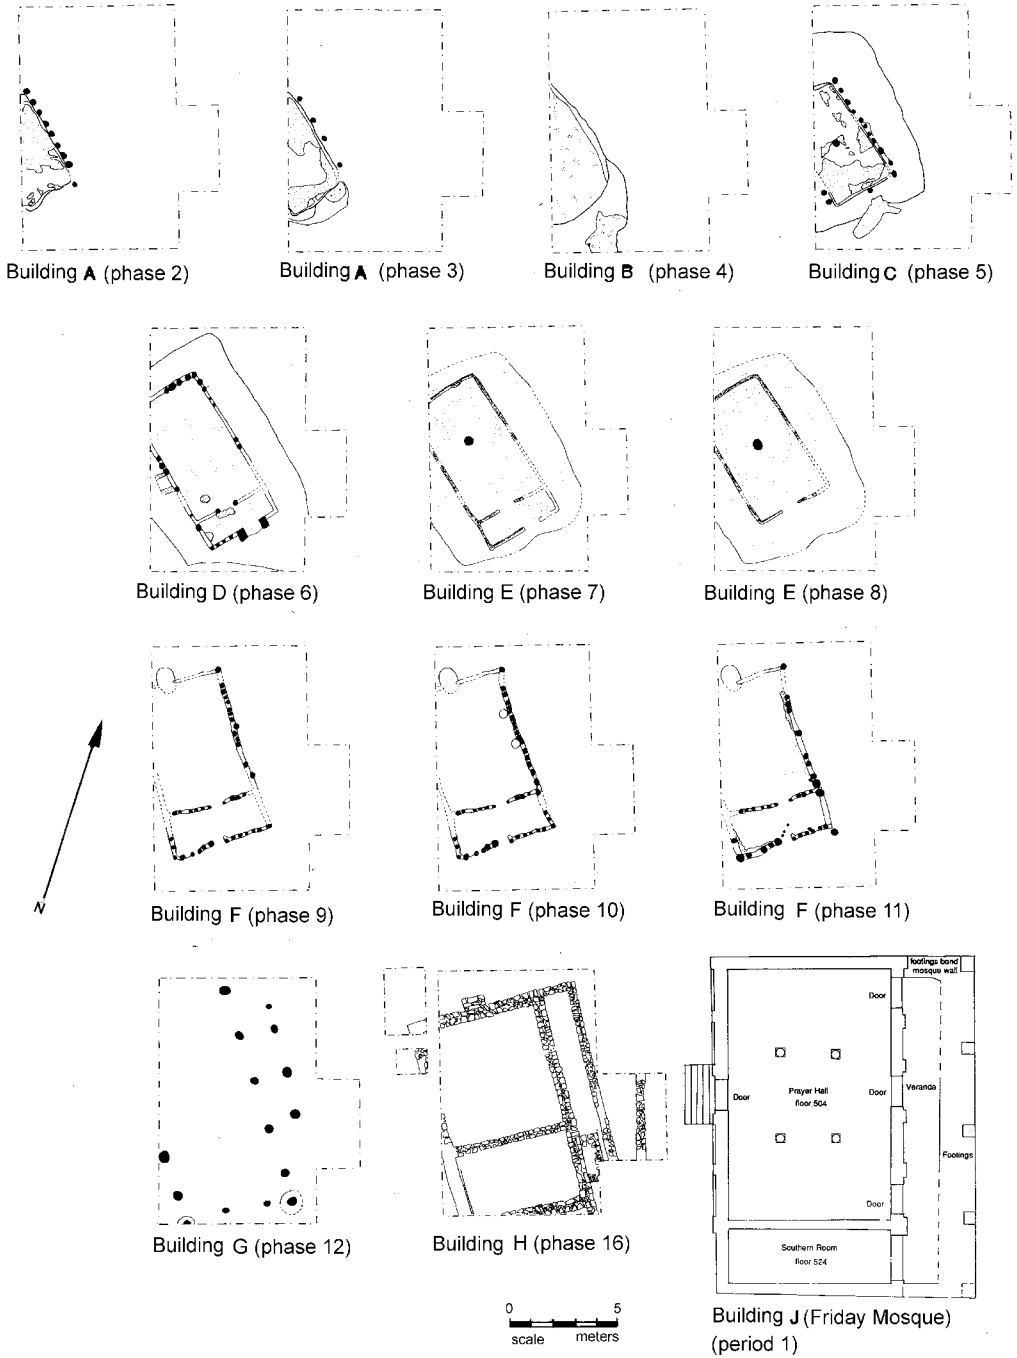 Building A (phase 2)
Building A (phase 3)
Building B (phase 4)
Building C (phase 5)
Building D (phase 6)
Building E (phase 7)
Building E (phase 8)
N
Building F (phase 9)
Building F (phase 10)
Building F (phase 11)
footings bond
mosque wall
Door
Prayer Hall
floor 504
Door
Door
Veranda
Footings
Door
Southern Room
floor 524
Building G (phase 12)
Building H (phase 16)
0 5
scale meters
Building J (Friday Mosque)
(period 1)